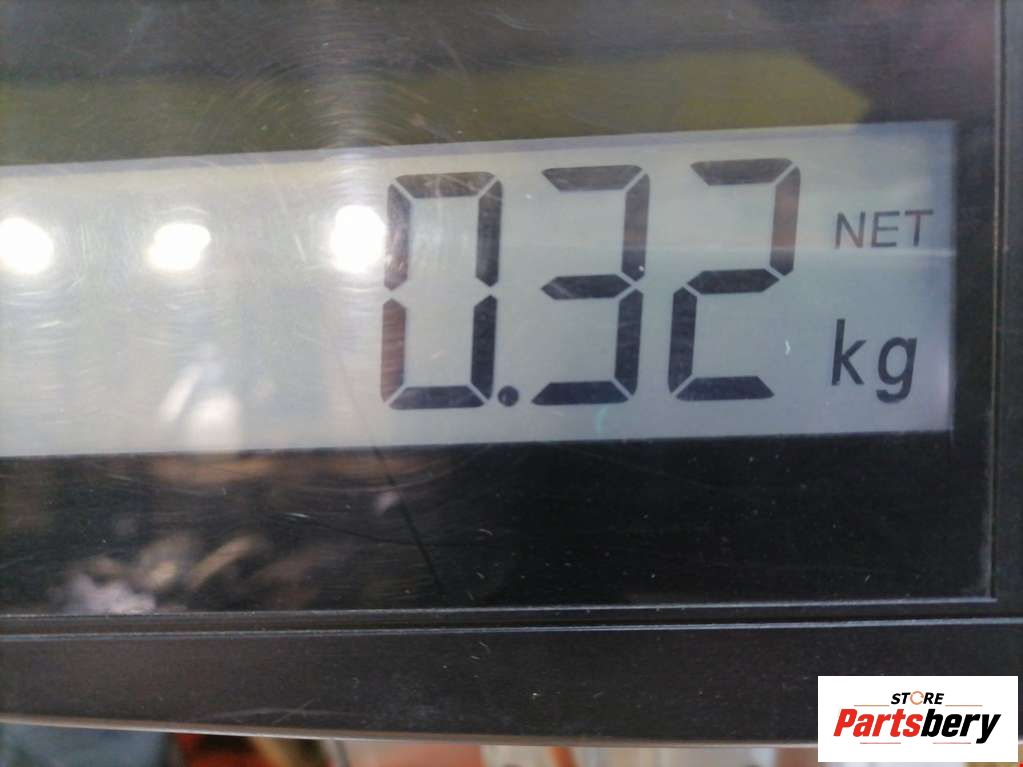 0.32
NET
kg
STORE
Partsbery